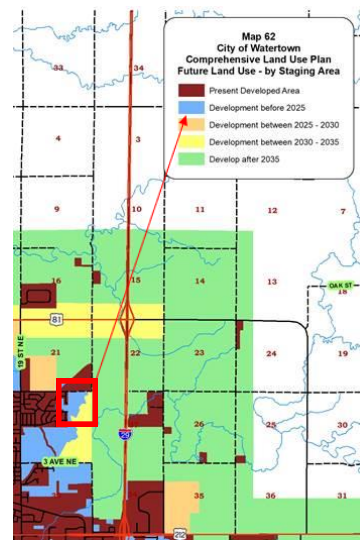 Map 62
City of Watertown
Comprehensive Land Use Plan
Future Land Use - by Staging Area
Present Developed Area
Development before 2025
Development between 2025 - 2030
Development between 2030 - 2035
Develop after 2035
33
34
4
3
9
10
11
12
7
16
15
14
13
18
OAK ST
81
19 ST NE
21
22
23
24
19
26
25
30
29
3 AVE NE
35
36
31
212